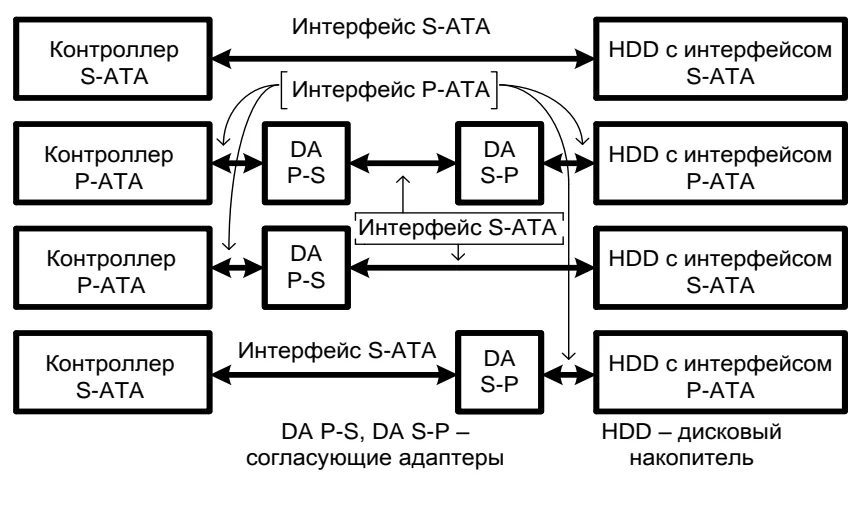 Интерфейс S-ATA
Контроллер
S-ATA
HDD с интерфейсом
S-ATA
Интерфейс P-ATA
Контроллер
P-ATA
DA
P-S
DA
S-P
HDD с интерфейсом
P-ATA
Интерфейс S-ATA
Контроллер
P-ATA
DA
P-S
HDD с интерфейсом
S-ATA
Контроллер
S-ATA
Интерфейс S-ATA
DA
S-P
HDD с интерфейсом
P-ATA
DA P-S, DA S-P –
согласующие адаптеры
HDD – дисковый
накопитель